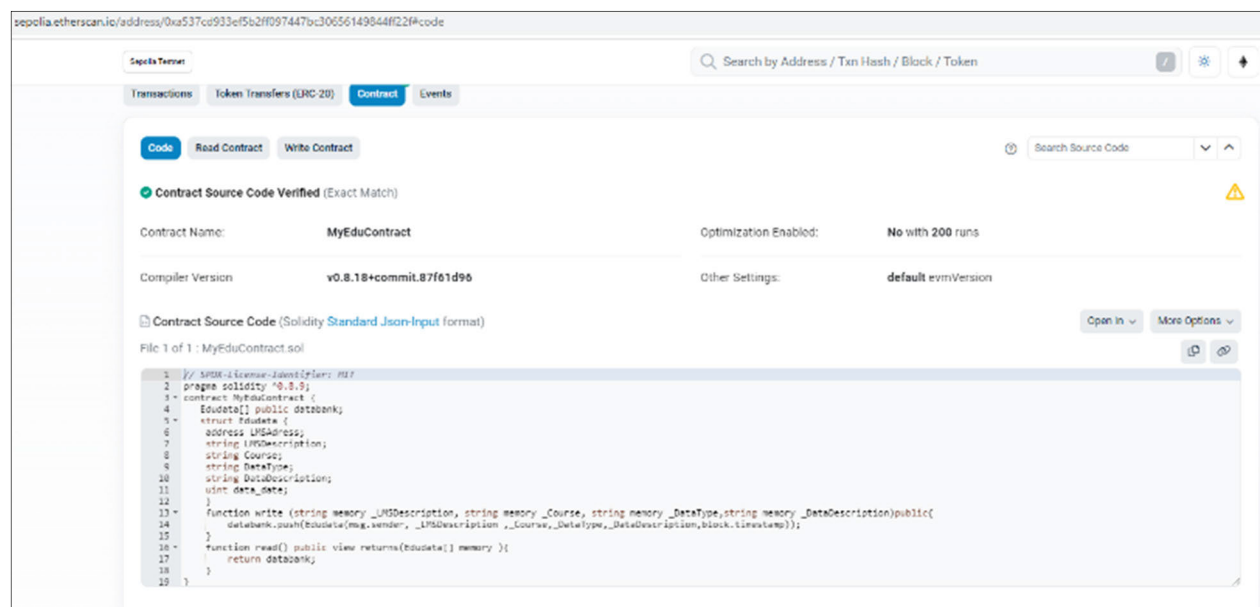 sepolia.etherscan.io/address/0xa537cd933ef5b2ff097447bc30656149844ff22f#code
Sepolia Testnet
Search by Address / Txn Hash / Block / Token
/
Transactions Token Transfers (ERC-20) Contract Events
Code Read Contract Write Contract
Search Source Code
Contract Source Code Verified (Exact Match)
Contract Name: MyEduContract Optimization Enabled: No with 200 runs
Compiler Version v0.8.18+commit.87f61d96 Other Settings: default evmVersion
Contract Source Code (Solidity Standard Json-Input format)
Open In More Options
File 1 of 1 : MyEduContract.sol
1 // SPDX-License-Identifier: MIT
2 pragma solidity ^0.8.9;
3 contract MyEduContract {
4 Edudata[] public databank;
5 struct Edudata {
6 address LMSAdress;
7 string LMSDescription;
8 string Course;
9 string DataType;
10 string DataDescription;
11 uint data_date;
12 }
13 function write (string memory _LMSDescription, string memory _Course, string memory _DataType,string memory _DataDescription)public{
14 databank.push(Edudata(msg.sender, _LMSDescription ,_Course,_DataType,_DataDescription,block.timestamp));
15 }
16 function read() public view returns(Edudata[] memory ){
17 return databank;
18 }
19 }